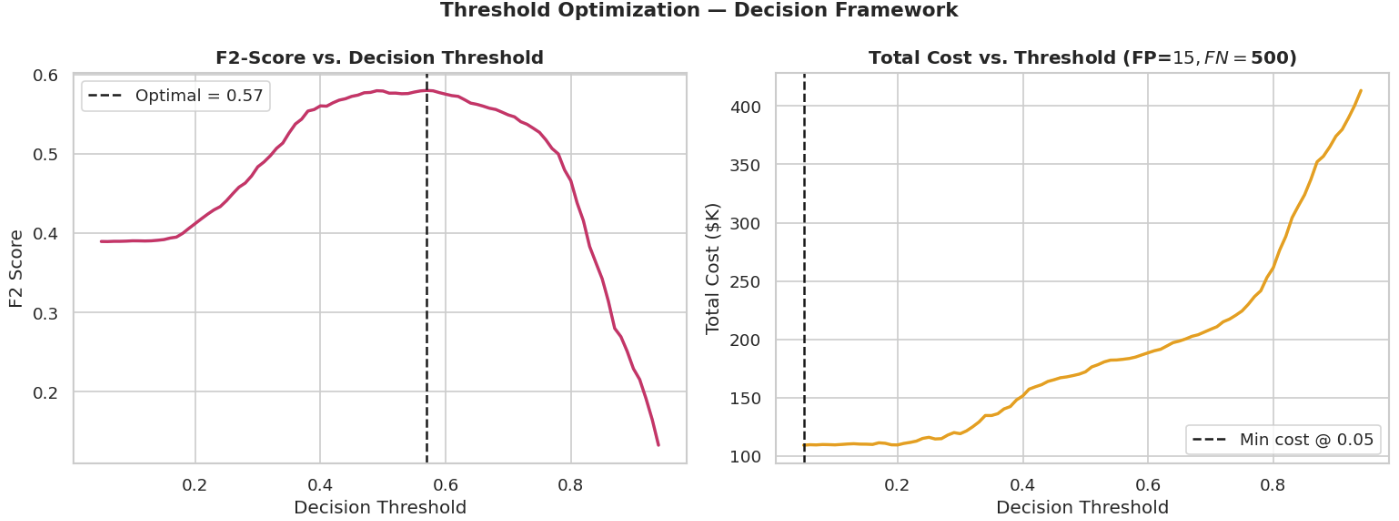 Threshold Optimization — Decision Framework
F2-Score vs. Decision Threshold
Optimal = 0.57
F2 Score
0.6
0.5
0.4
0.3
0.2
0.2 0.4 0.6 0.8
Decision Threshold
Total Cost vs. Threshold (FP=15, FN = 500)
Total Cost ($K)
400
350
300
250
200
150
100
Min cost @ 0.05
0.2 0.4 0.6 0.8
Decision Threshold